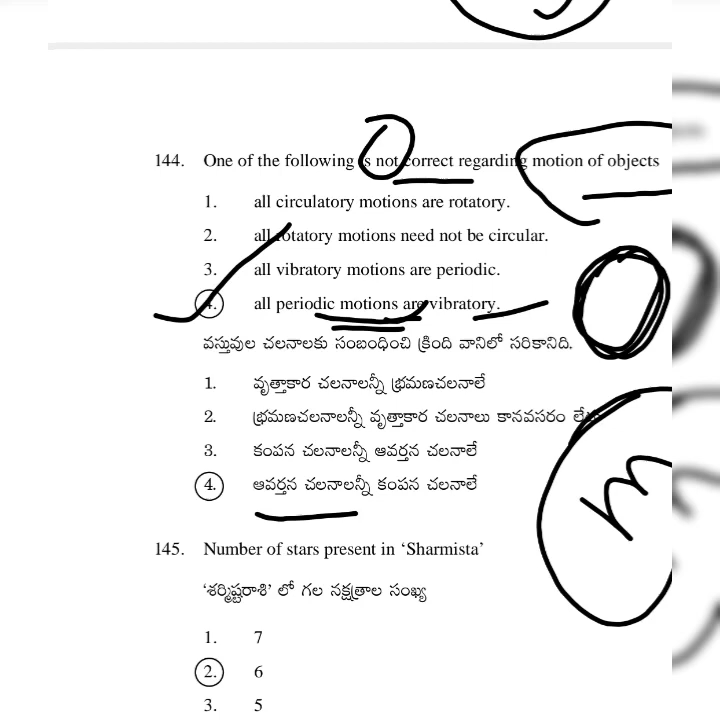 144. One of the following is not correct regarding motion of objects
1. all circulatory motions are rotatory.
2. all rotatory motions need not be circular.
3. all vibratory motions are periodic.
4. all periodic motions are vibratory.
వస్తువుల చలనాలకు సంబంధించి క్రింది వానిలో సరికానిది.
1. వృత్తాకార చలనాలన్నీ భ్రమణచలనాలే
2. భ్రమణచలనాలన్నీ వృత్తాకార చలనాలు కానవసరం
3. కంపన చలనాలన్నీ ఆవర్తన చలనాలే
4. ఆవర్తన చలనాలన్నీ కంపన చలనాలే
145. Number of stars present in ‘Sharmista’
‘శర్మిష్టరాశి’ లో గల నక్షత్రాల సంఖ్య
1. 7
2. 6
3. 5